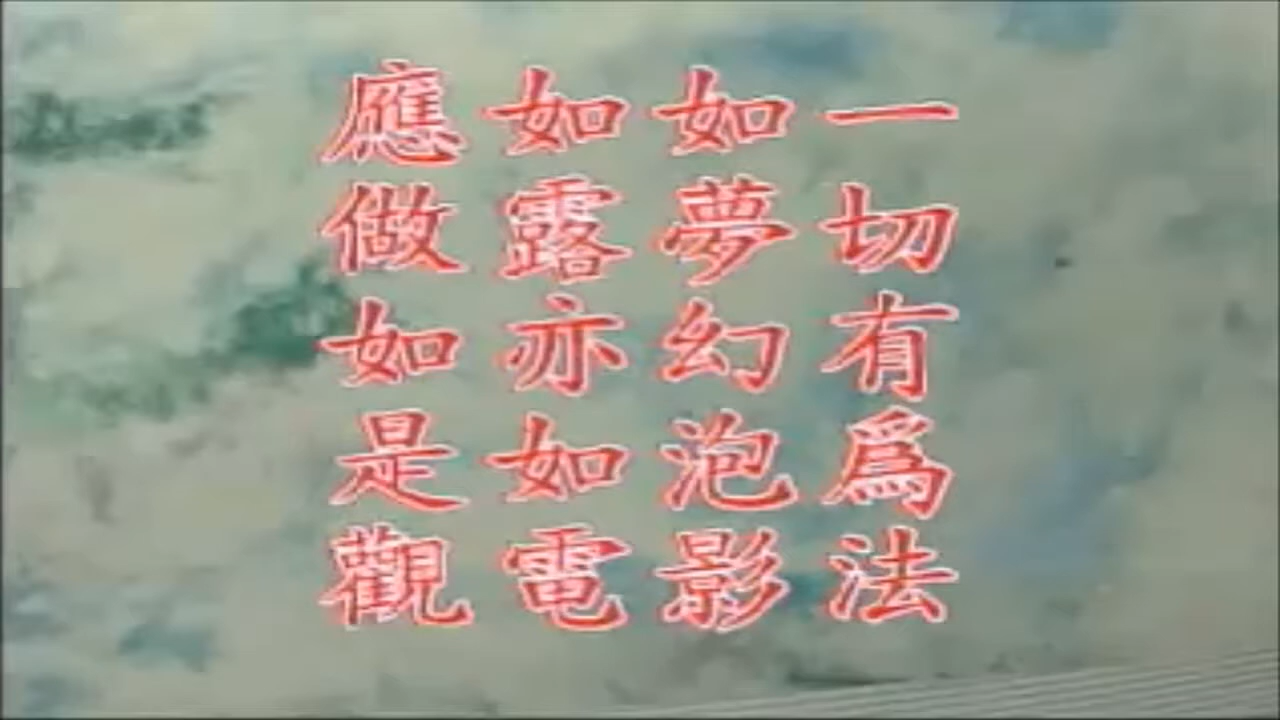 一切有爲法
如夢幻泡影
如露亦如電
應做如是觀